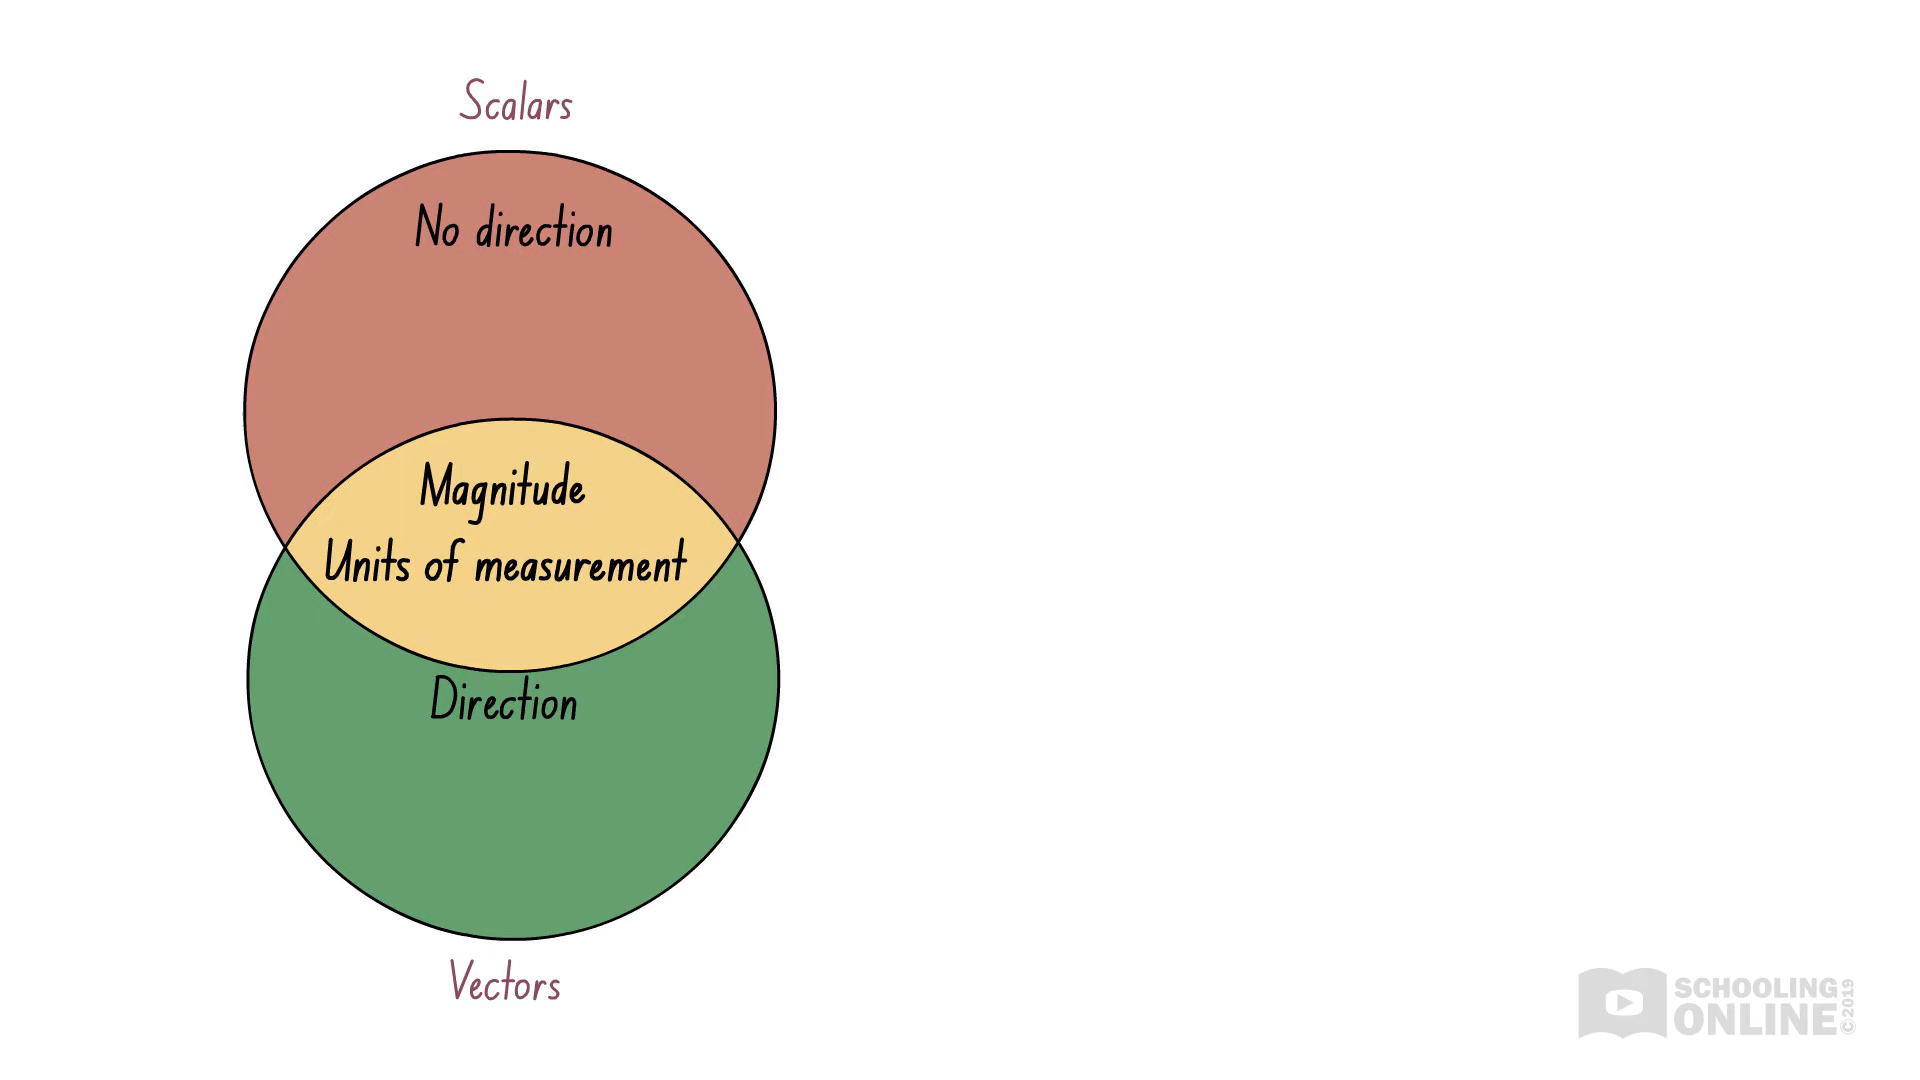 Scalars
No direction
Magnitude
Units of measurement
Direction
Vectors
SCHOOLING
ONLINE
©2019